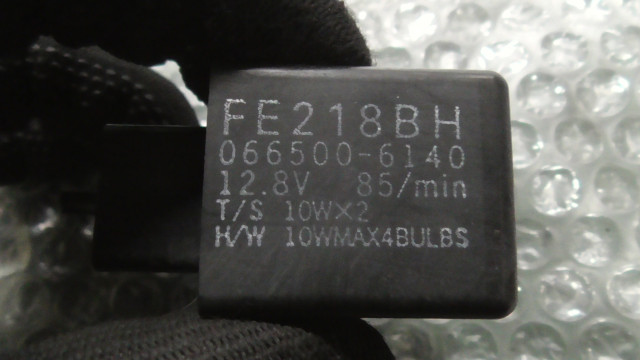 FE218BH
066500-6140
12.8V 85/min
T/S 10W×2
H/W 10WMAX4BULBS